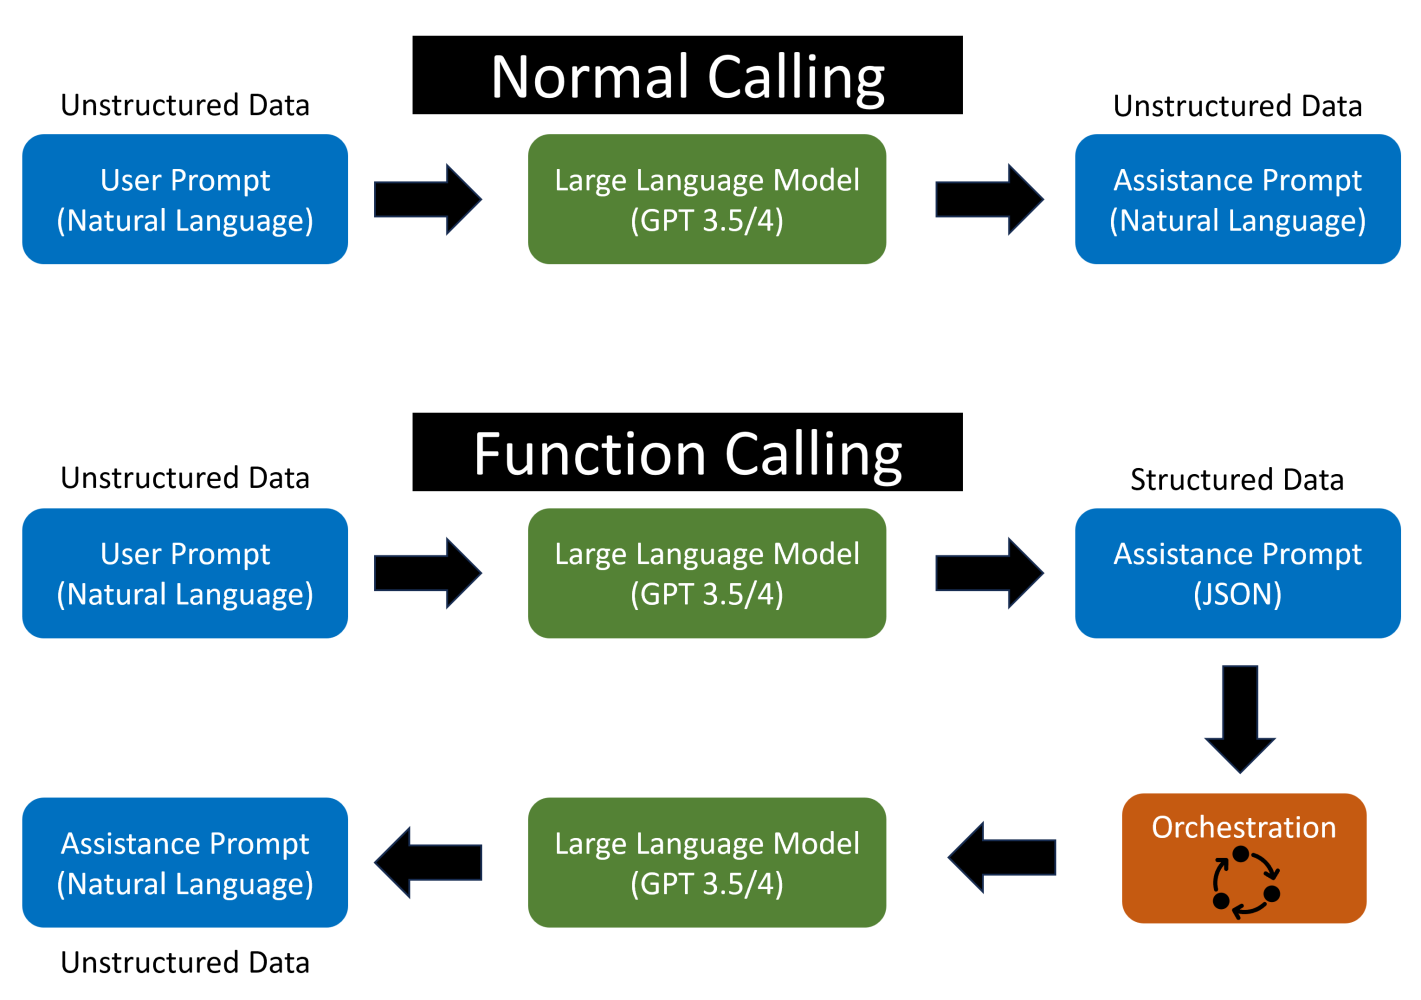 Normal Calling
Unstructured Data
Unstructured Data
User Prompt
(Natural Language)
Large Language Model
(GPT 3.5/4)
Assistance Prompt
(Natural Language)
Function Calling
Unstructured Data
Structured Data
User Prompt
(Natural Language)
Large Language Model
(GPT 3.5/4)
Assistance Prompt
(JSON)
Orchestration
Large Language Model
(GPT 3.5/4)
Assistance Prompt
(Natural Language)
Unstructured Data